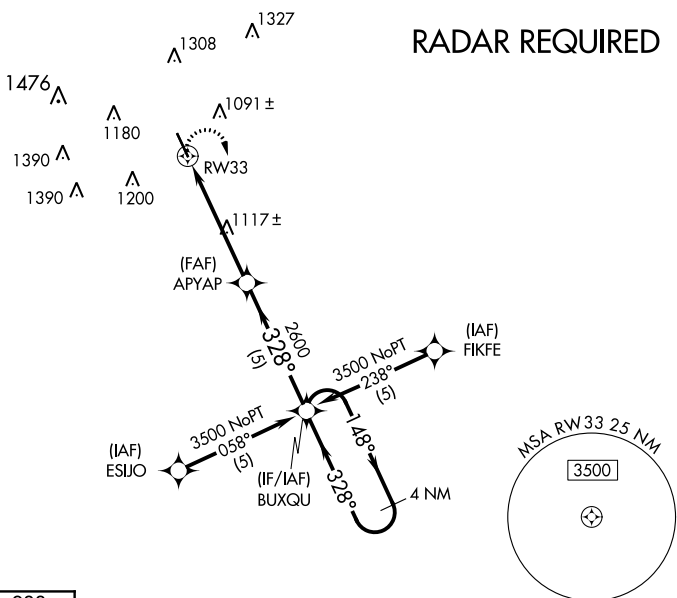 RADAR REQUIRED
1327
1308
1476
1091 ±
1180
1390
RW33
1390
1200
1117 ±
(FAF)
APYAP
2600
328°
(5)
(IAF)
FIKFE
3500 NoPT
238°
(5)
3500 NoPT
058°
(5)
(IAF)
ESIJO
(IF/IAF)
BUXQU
148°
328°
4 NM
MSA RW33 25 NM
3500